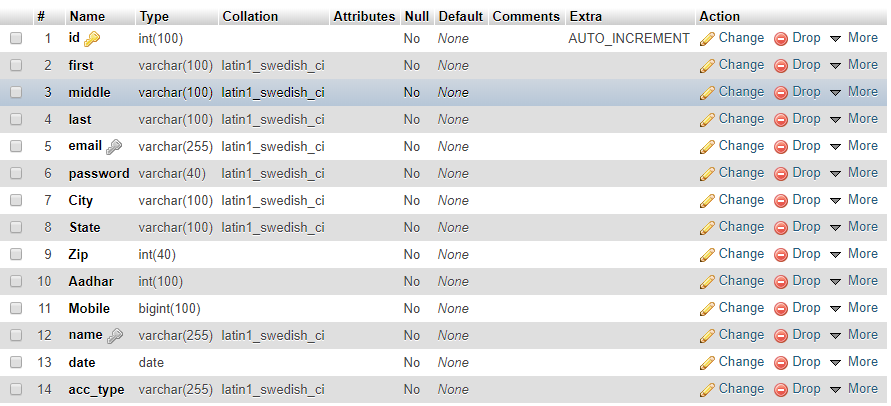 # Name Type Collation Attributes Null Default Comments Extra Action
1 id int(100) No None AUTO_INCREMENT Change Drop More
2 first varchar(100) latin1_swedish_ci No None Change Drop More
3 middle varchar(100) latin1_swedish_ci No None Change Drop More
4 last varchar(100) latin1_swedish_ci No None Change Drop More
5 email varchar(255) latin1_swedish_ci No None Change Drop More
6 password varchar(40) latin1_swedish_ci No None Change Drop More
7 City varchar(100) latin1_swedish_ci No None Change Drop More
8 State varchar(100) latin1_swedish_ci No None Change Drop More
9 Zip int(40) No None Change Drop More
10 Aadhar int(100) No None Change Drop More
11 Mobile bigint(100) No None Change Drop More
12 name varchar(255) latin1_swedish_ci No None Change Drop More
13 date date No None Change Drop More
14 acc_type varchar(255) latin1_swedish_ci No None Change Drop More